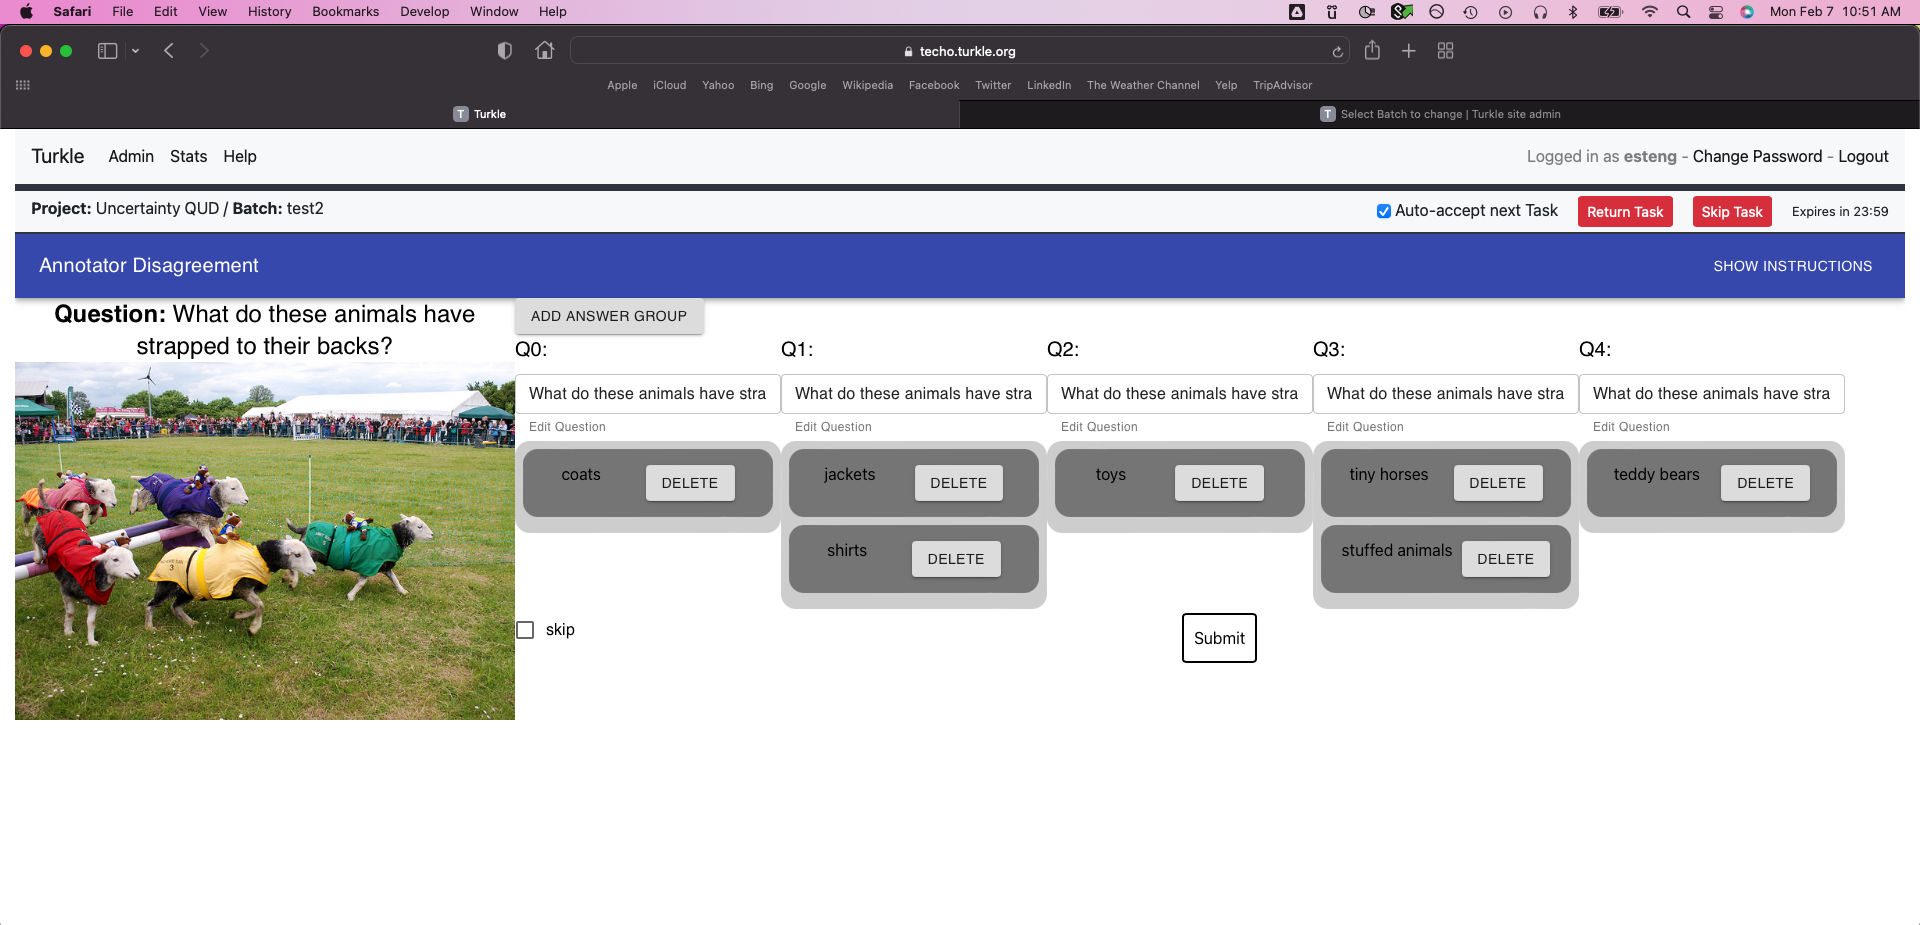 Safari File Edit View History Bookmarks Develop Window Help Mon Feb 7 10:51 AM
techo.turkle.org
Apple iCloud Yahoo Bing Google Wikipedia Facebook Twitter LinkedIn The Weather Channel Yelp TripAdvisor
T Turkle T Select Batch to change | Turkle site admin
Turkle Admin Stats Help Logged in as esteng - Change Password - Logout
Project: Uncertainty QUD / Batch: test2 Auto-accept next Task Return Task Skip Task Expires in 23:59
Annotator Disagreement SHOW INSTRUCTIONS
Question: What do these animals have
strapped to their backs?
ADD ANSWER GROUP
Q0: Q1: Q2: Q3: Q4:
What do these animals have stra What do these animals have stra What do these animals have stra What do these animals have stra What do these animals have stra
Edit Question Edit Question Edit Question Edit Question Edit Question
coats DELETE jackets DELETE toys DELETE tiny horses DELETE teddy bears DELETE
shirts DELETE stuffed animals DELETE
3
skip Submit